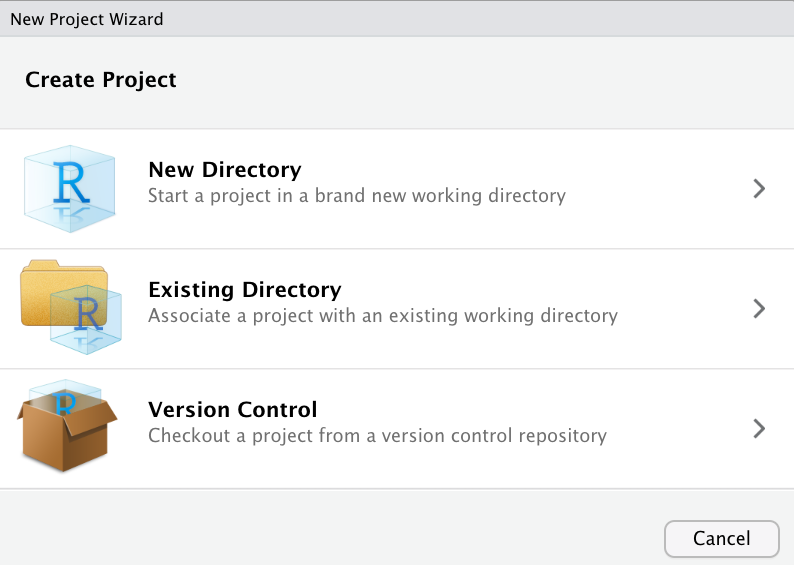 New Project Wizard
Create Project
R
New Directory
Start a project in a brand new working directory
R
Existing Directory
Associate a project with an existing working directory
R
Version Control
Checkout a project from a version control repository
Cancel